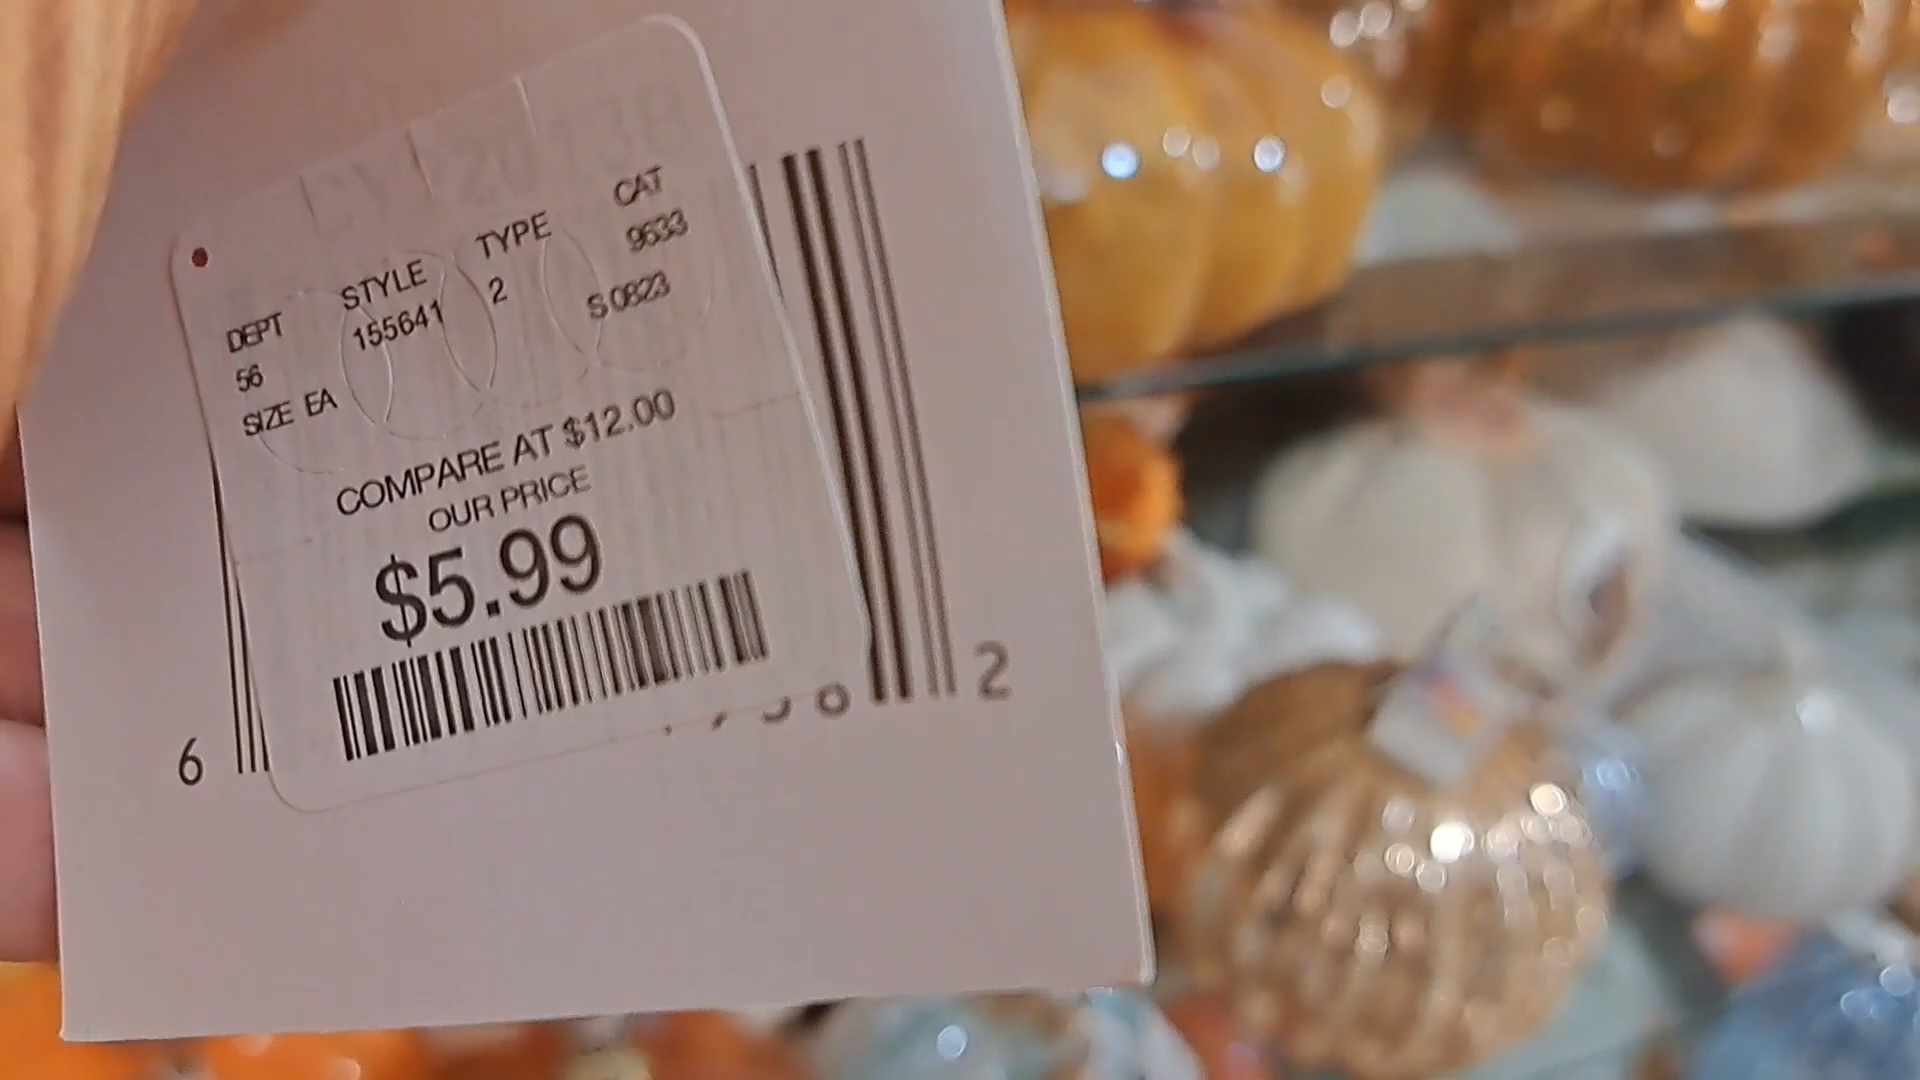 DEPT STYLE TYPE CAT
56 155641 2 9633
SIZE EA S 0823
COMPARE AT $12.00
OUR PRICE
$5.99
6 2